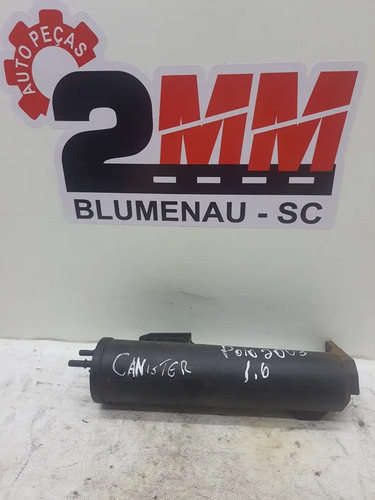 AUTO PEÇAS
2MM
BLUMENAU - SC
CANISTER
POLO 2003
1.6